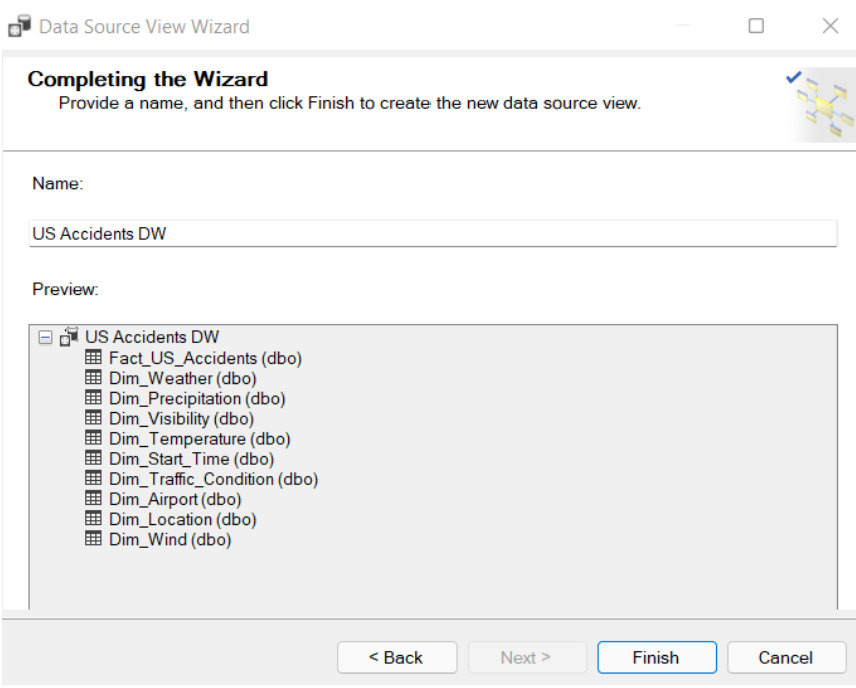 Data Source View Wizard
Completing the Wizard
Provide a name, and then click Finish to create the new data source view.
Name:
US Accidents DW
Preview:
US Accidents DW
Fact_US_Accidents (dbo)
Dim_Weather (dbo)
Dim_Precipitation (dbo)
Dim_Visibility (dbo)
Dim_Temperature (dbo)
Dim_Start_Time (dbo)
Dim_Traffic_Condition (dbo)
Dim_Airport (dbo)
Dim_Location (dbo)
Dim_Wind (dbo)
< Back Next > Finish Cancel